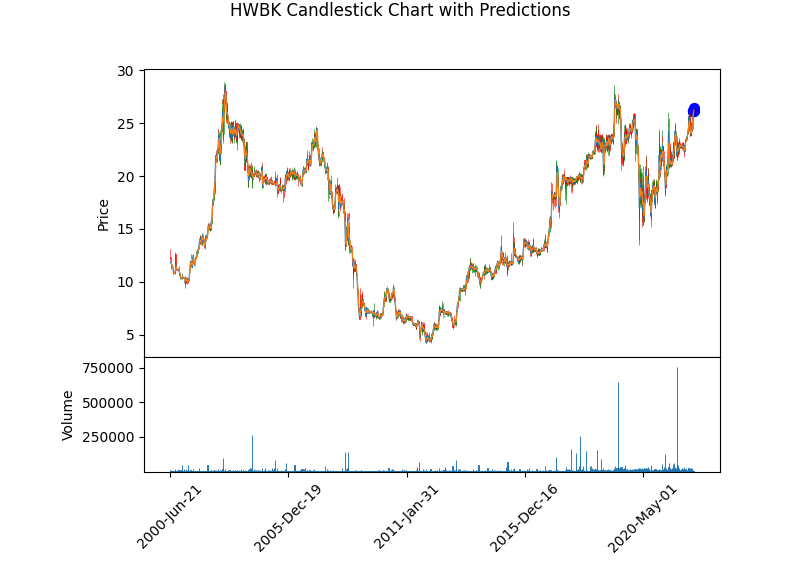 HWBK Candlestick Chart with Predictions
30
25
20
15
10
5
Price
750000
500000
250000
Volume
2000-Jun-21
2005-Dec-19
2011-Jan-31
2015-Dec-16
2020-May-01